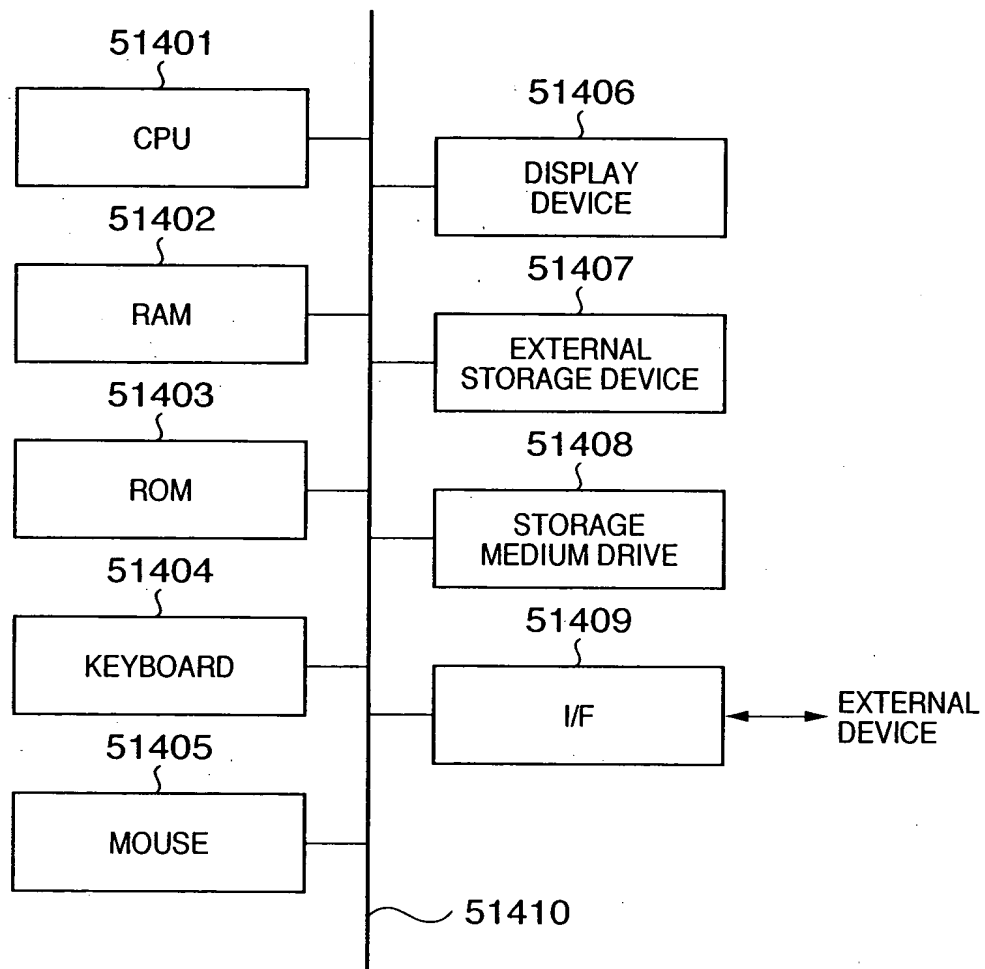 51401
CPU
51402
RAM
51403
ROM
51404
KEYBOARD
51405
MOUSE
51406
DISPLAY
DEVICE
51407
EXTERNAL
STORAGE DEVICE
51408
STORAGE
MEDIUM DRIVE
51409
I/F
EXTERNAL
DEVICE
51410